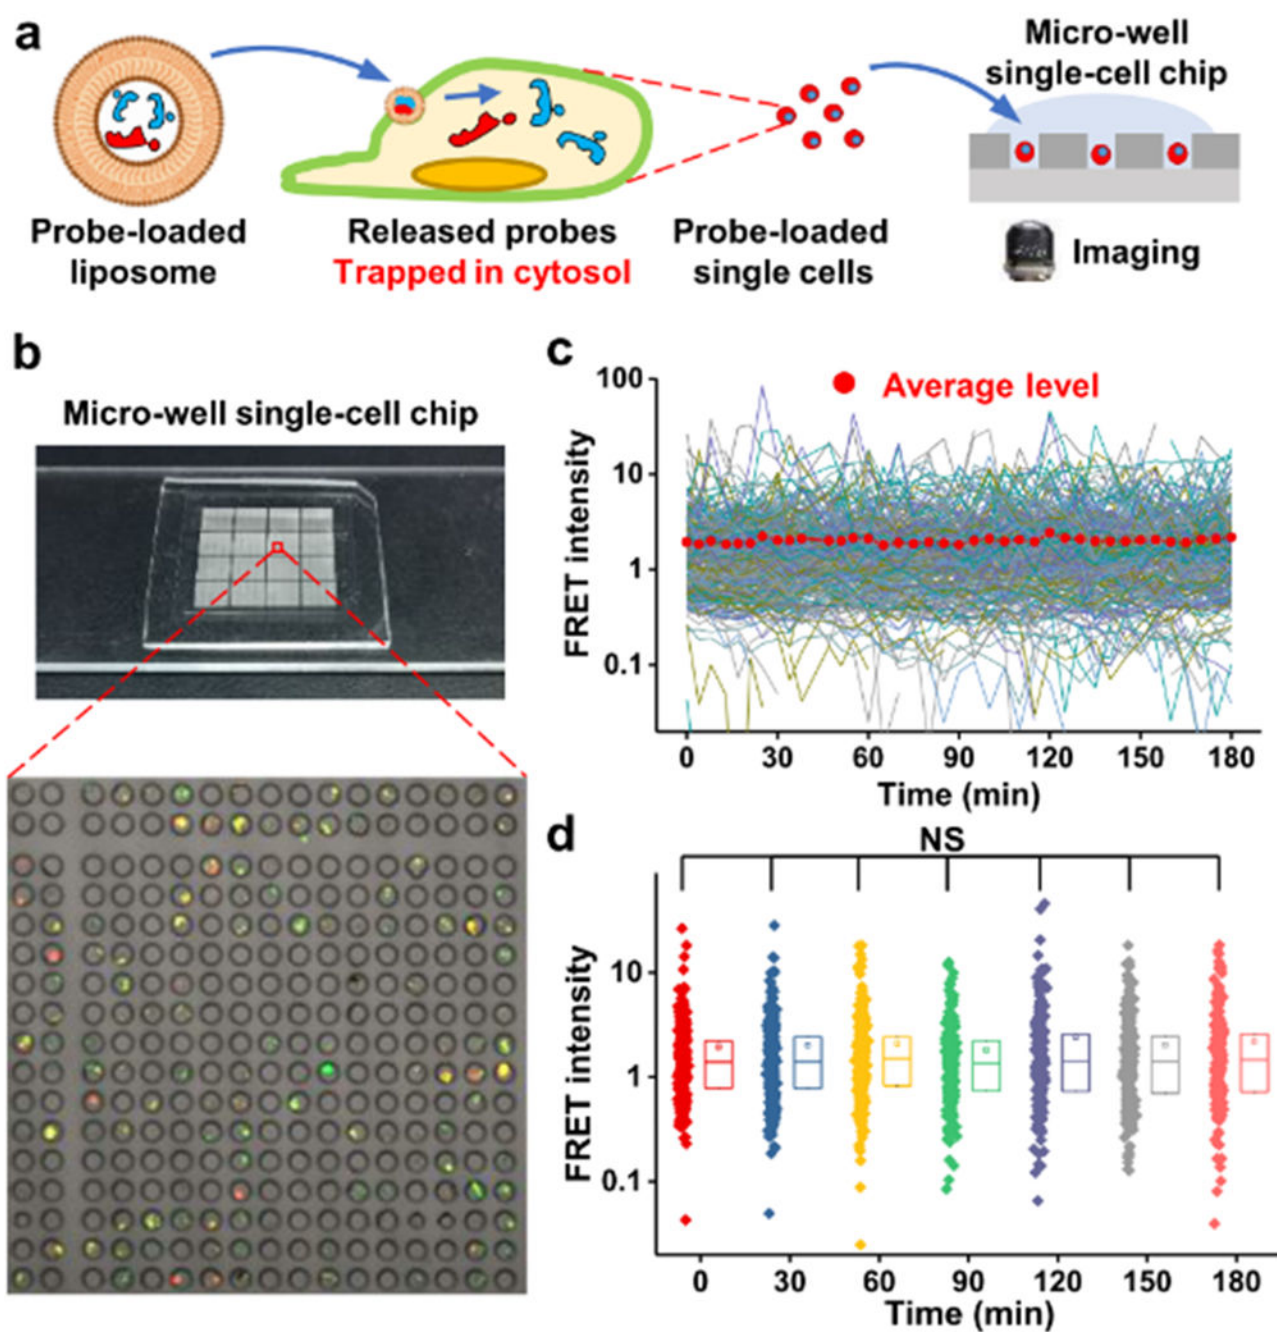 a
Micro-well
single-cell chip
Probe-loaded
liposome
Released probes
Trapped in cytosol
Probe-loaded
single cells
Imaging
b
Micro-well single-cell chip
c
Average level
FRET intensity
100
10
1
0.1
0 30 60 90 120 150 180
Time (min)
d
NS
FRET intensity
10
1
0.1
0 30 60 90 120 150 180
Time (min)